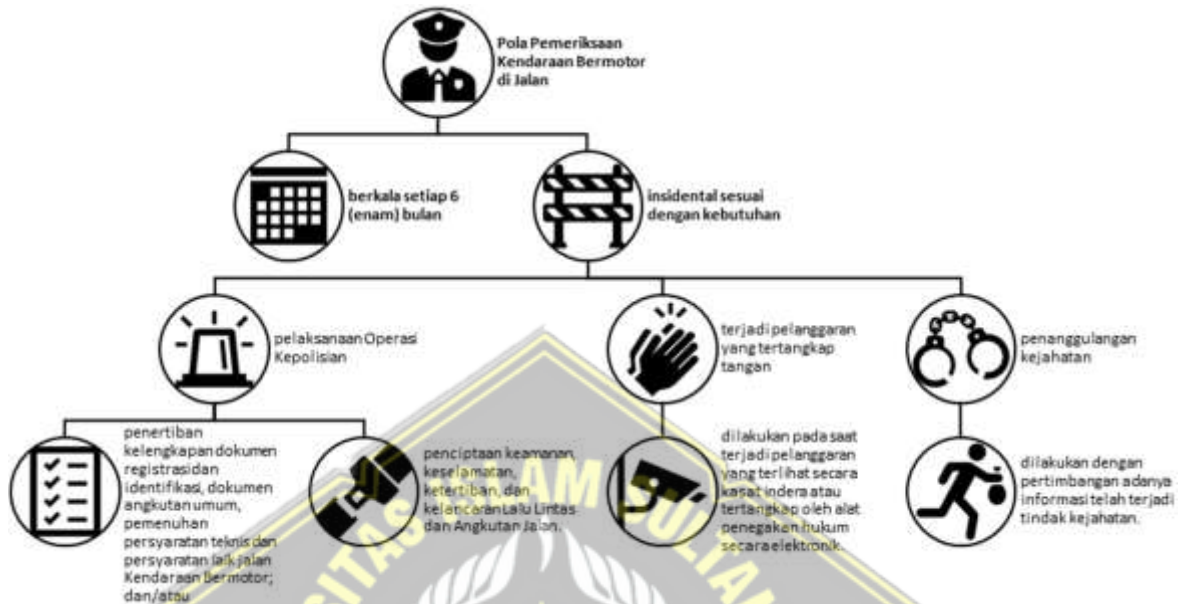 Pola Pemeriksaan
Kendaraan Bermotor
di Jalan
berkala setiap 6
(enam) bulan
insidental sesuai
dengan kebutuhan
pelaksanaan Operasi
Kepolisian
terjadi pelanggaran
yang tertangkap
tangan
penanggulangan
kejahatan
penertiban
kelengkapan dokumen
registrasi dan
identifikasi, dokumen
angkutan umum,
pemenuhan
persyaratan teknis dan
persyaratan laik jalan
Kendaraan Bermotor;
dan/atau
penciptaan keamanan,
keselamatan,
ketertiban, dan
kelancaran Lalu Lintas
dan Angkutan Jalan.
dilakukan pada saat
terjadi pelanggaran
yang terlihat secara
kasat indera atau
tertangkap oleh alat
penegakan hukum
secara elektronik.
dilakukan dengan
pertimbangan adanya
informasi telah terjadi
tindak kejahatan.
SITAS ISLAM SULTA